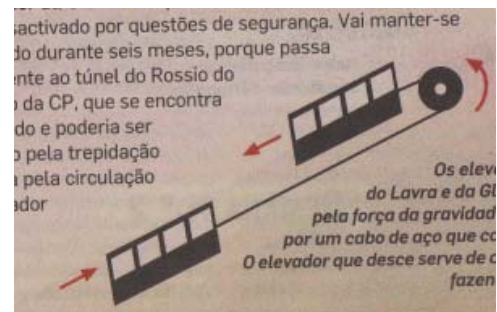 sactivado por questões de segurança. Vai manter-se
do durante seis meses, porque passa
ente ao túnel do Rossio do
o da CP, que se encontra
do e poderia ser
o pela trepidação
a pela circulação
ador
Os eleva
do Lavra e da Gl
pela força da gravidad
por um cabo de aço que co
O elevador que desce serve de c
fazen